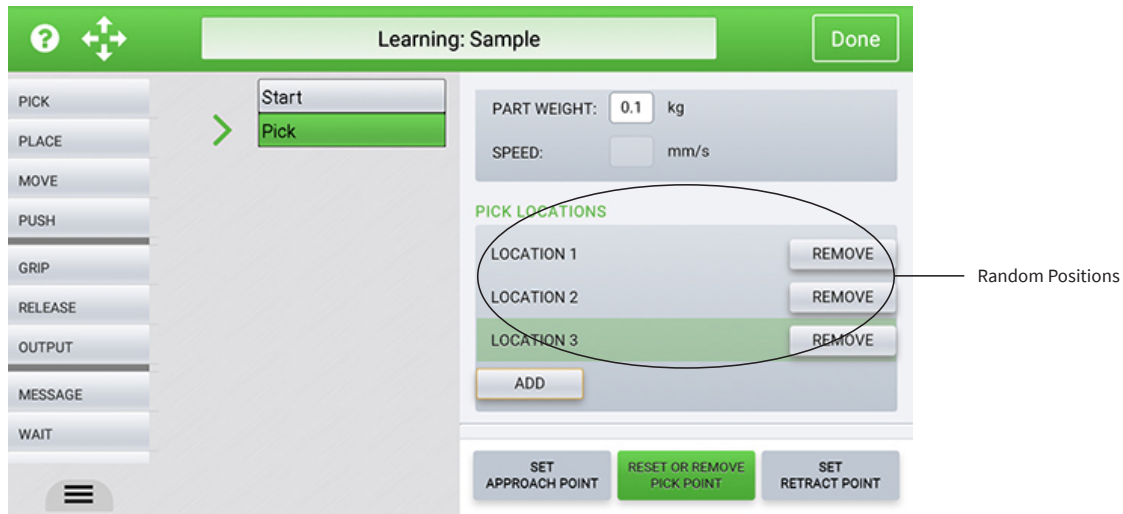 ?
Learning: Sample
Done
PICK
PLACE
MOVE
PUSH
GRIP
RELEASE
OUTPUT
MESSAGE
WAIT
Start
Pick
PART WEIGHT: 0.1 kg
SPEED: mm/s
PICK LOCATIONS
LOCATION 1 REMOVE
LOCATION 2 REMOVE
LOCATION 3 REMOVE
ADD
Random Positions
SET
APPROACH POINT
RESET OR REMOVE
PICK POINT
SET
RETRACT POINT